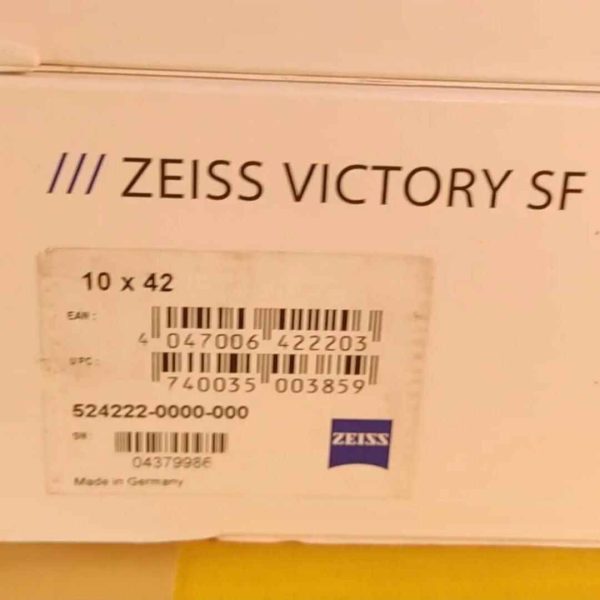 /// ZEISS VICTORY SF
10 x 42
EAN:
4 047006 422203
UPC:
740035 003859
524222-0000-000
SN:
04379986
ZEISS
Made in Germany